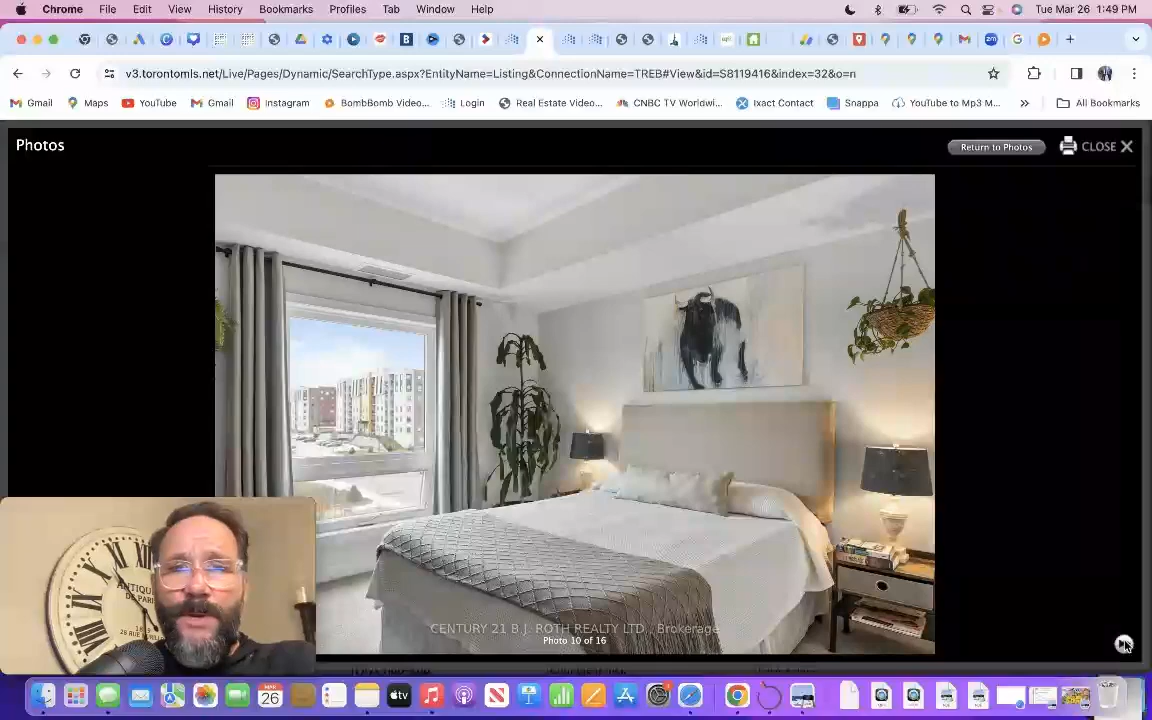 Chrome File Edit View History Bookmarks Profiles Tab Window Help Tue Mar 26 1:49 PM
v3.torontomls.net/Live/Pages/Dynamic/SearchType.aspx?EntityName=Listing&ConnectionName=TREB#View&id=S8119416&index=32&o=n
Gmail Maps YouTube Gmail Instagram BombBomb Video... Login Real Estate Video... CNBC TV Worldwi... Ixact Contact Snappa YouTube to Mp3 M... » All Bookmarks
Photos Return to Photos CLOSE
CENTURY 21 B.J. ROTH REALTY LTD., Brokerage
Photo 10 of 16
ANTIQUIT
DE PARI